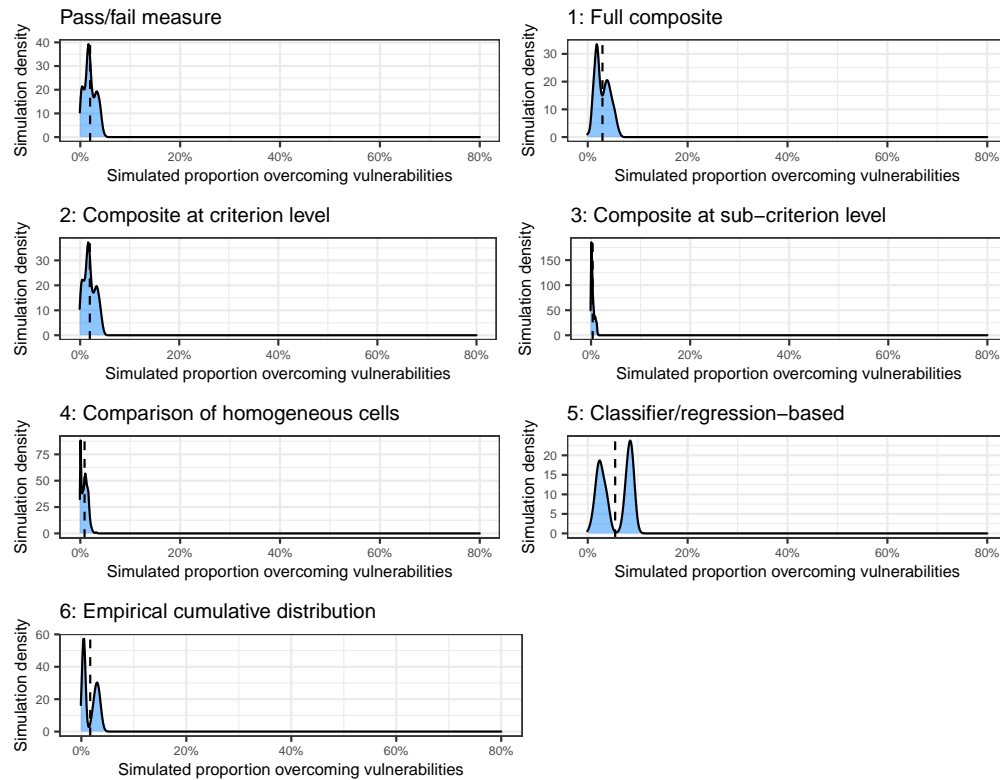 Pass/fail measure
Simulation density
40
30
20
10
0
0% 20% 40% 60% 80%
Simulated proportion overcoming vulnerabilities
1: Full composite
Simulation density
30
20
10
0
0% 20% 40% 60% 80%
Simulated proportion overcoming vulnerabilities
2: Composite at criterion level
Simulation density
30
20
10
0
0% 20% 40% 60% 80%
Simulated proportion overcoming vulnerabilities
3: Composite at sub−criterion level
Simulation density
150
100
50
0
0% 20% 40% 60% 80%
Simulated proportion overcoming vulnerabilities
4: Comparison of homogeneous cells
Simulation density
75
50
25
0
0% 20% 40% 60% 80%
Simulated proportion overcoming vulnerabilities
5: Classifier/regression−based
Simulation density
20
15
10
5
0
0% 20% 40% 60% 80%
Simulated proportion overcoming vulnerabilities
6: Empirical cumulative distribution
Simulation density
60
40
20
0
0% 20% 40% 60% 80%
Simulated proportion overcoming vulnerabilities